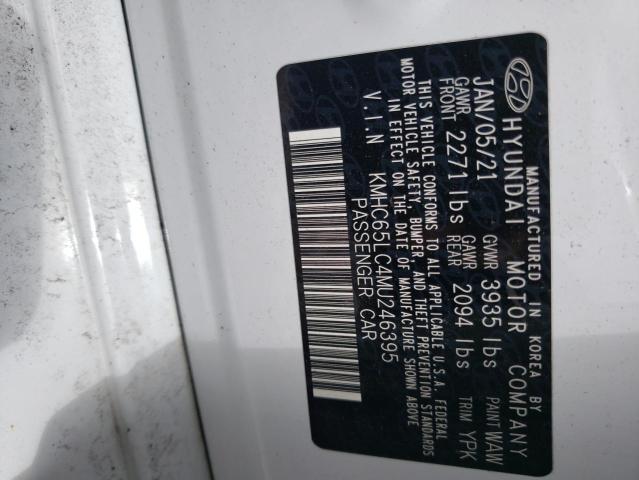 MANUFACTURED BY
HYUNDAI MOTOR COMPANY
IN KOREA
JAN/05/21 GVWR 3935 lbs PAINT WAW
GAWR FRONT 2271 lbs GAWR REAR 2094 lbs TRIM YPK
THIS VEHICLE CONFORMS TO ALL APPLICABLE U.S.A. FEDERAL
MOTOR VEHICLE SAFETY, BUMPER, AND THEFT PREVENTION STANDARDS
IN EFFECT ON THE DATE OF MANUFACTURE SHOWN ABOVE
V.I.N KMHC65LC4MU246395
PASSENGER CAR